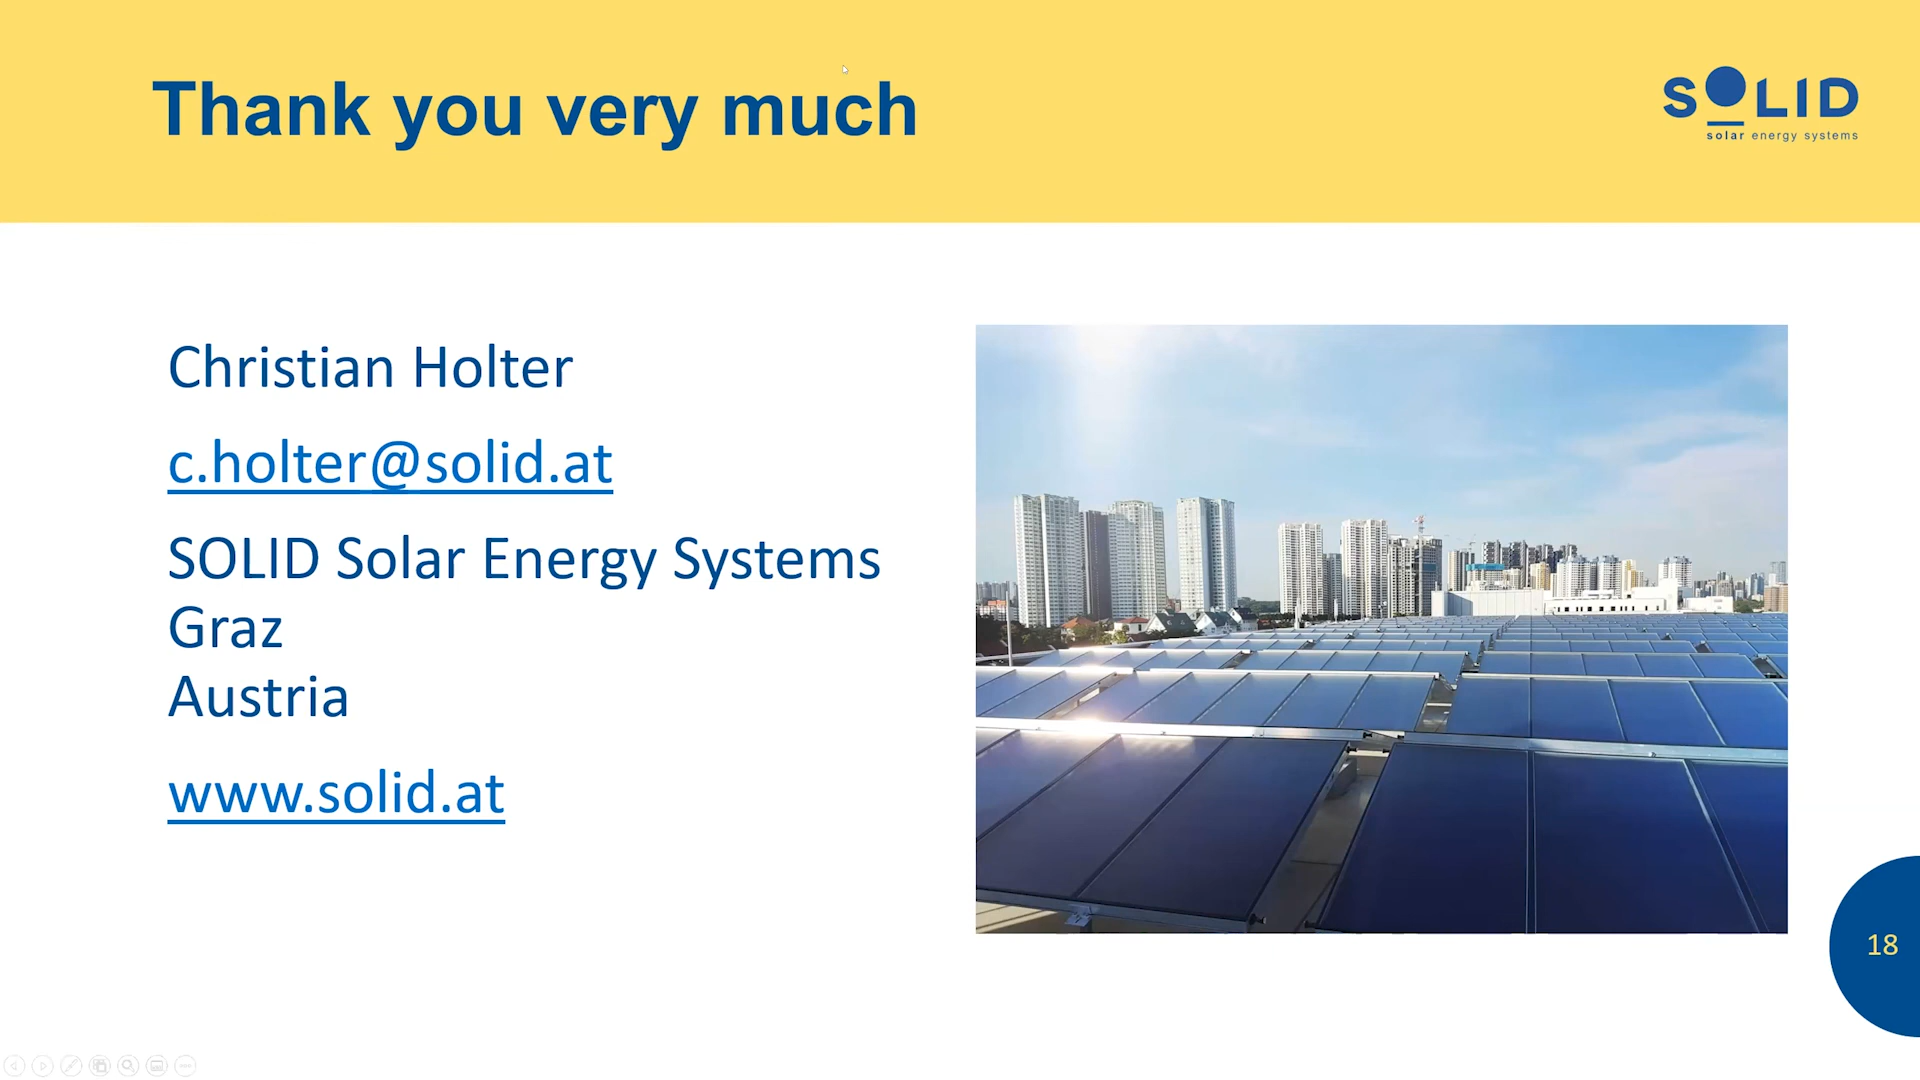 Thank you very much
SOLID
solar energy systems
Christian Holter
c.holter@solid.at
SOLID Solar Energy Systems
Graz
Austria
www.solid.at
18